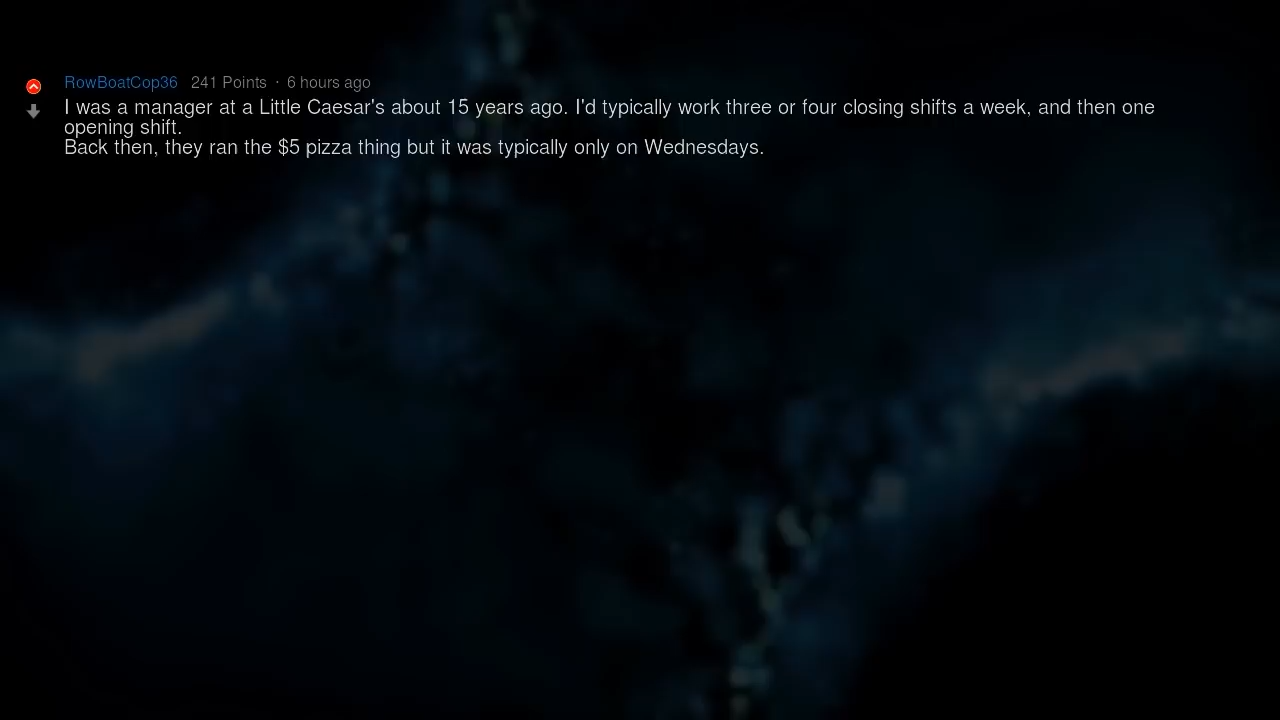 RowBoatCop36 241 Points · 6 hours ago
I was a manager at a Little Caesar's about 15 years ago. I'd typically work three or four closing shifts a week, and then one
opening shift.
Back then, they ran the $5 pizza thing but it was typically only on Wednesdays.